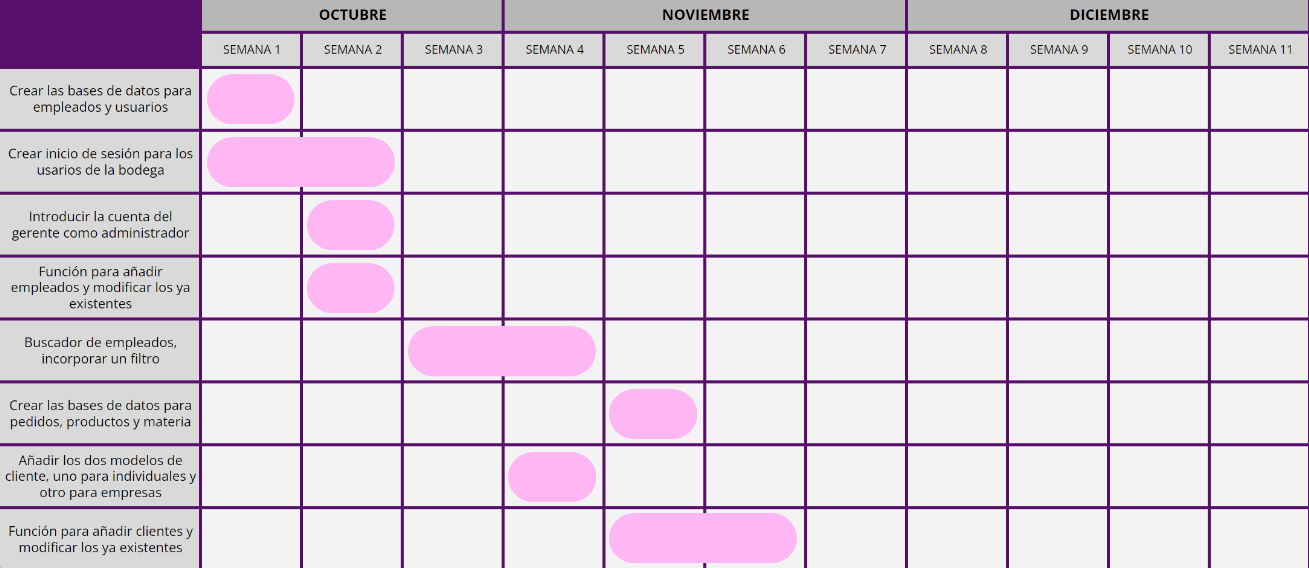 OCTUBRE
NOVIEMBRE
DICIEMBRE
SEMANA 1
SEMANA 2
SEMANA 3
SEMANA 4
SEMANA 5
SEMANA 6
SEMANA 7
SEMANA 8
SEMANA 9
SEMANA 10
SEMANA 11
Crear las bases de datos para
empleados y usuarios
Crear inicio de sesión para los
usarios de la bodega
Introducir la cuenta del
gerente como administrador
Función para añadir
empleados y modificar los ya
existentes
Buscador de empleados,
incorporar un filtro
Crear las bases de datos para
pedidos, productos y materia
Añadir los dos modelos de
cliente, uno para individuales y
otro para empresas
Función para añadir clientes y
modificar los ya existentes